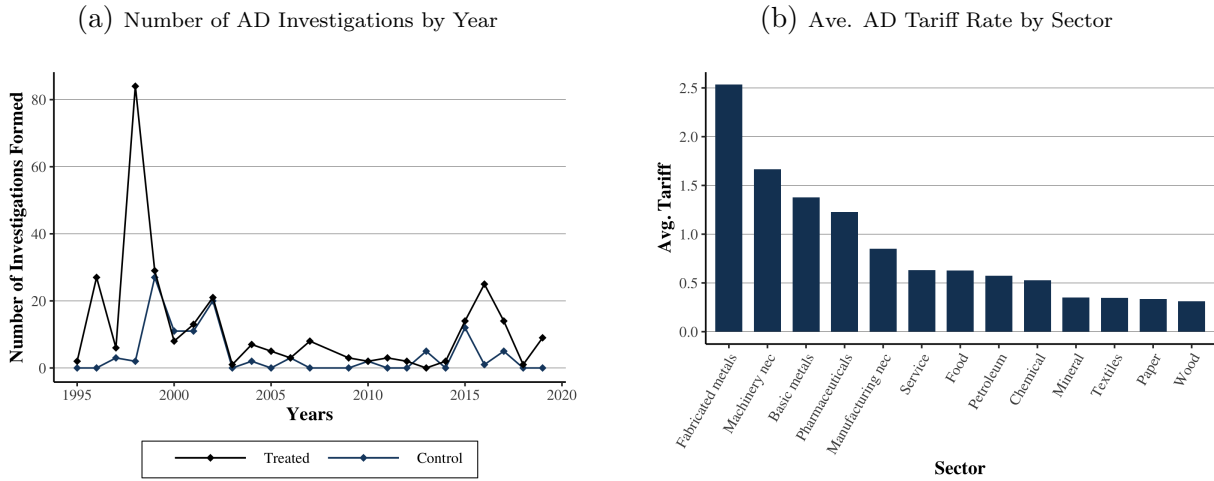 (a) Number of AD Investigations by Year
Number of Investigations Formed
80
60
40
20
0
1995
2000
2005
2010
2015
2020
Years
Treated
Control
(b) Ave. AD Tariff Rate by Sector
Avg. Tariff
2.5
2.0
1.5
1.0
0.5
0.0
Fabricated metals
Machinery nec
Basic metals
Pharmaceuticals
Manufacturing nec
Service
Food
Petroleum
Chemical
Mineral
Textiles
Paper
Wood
Sector